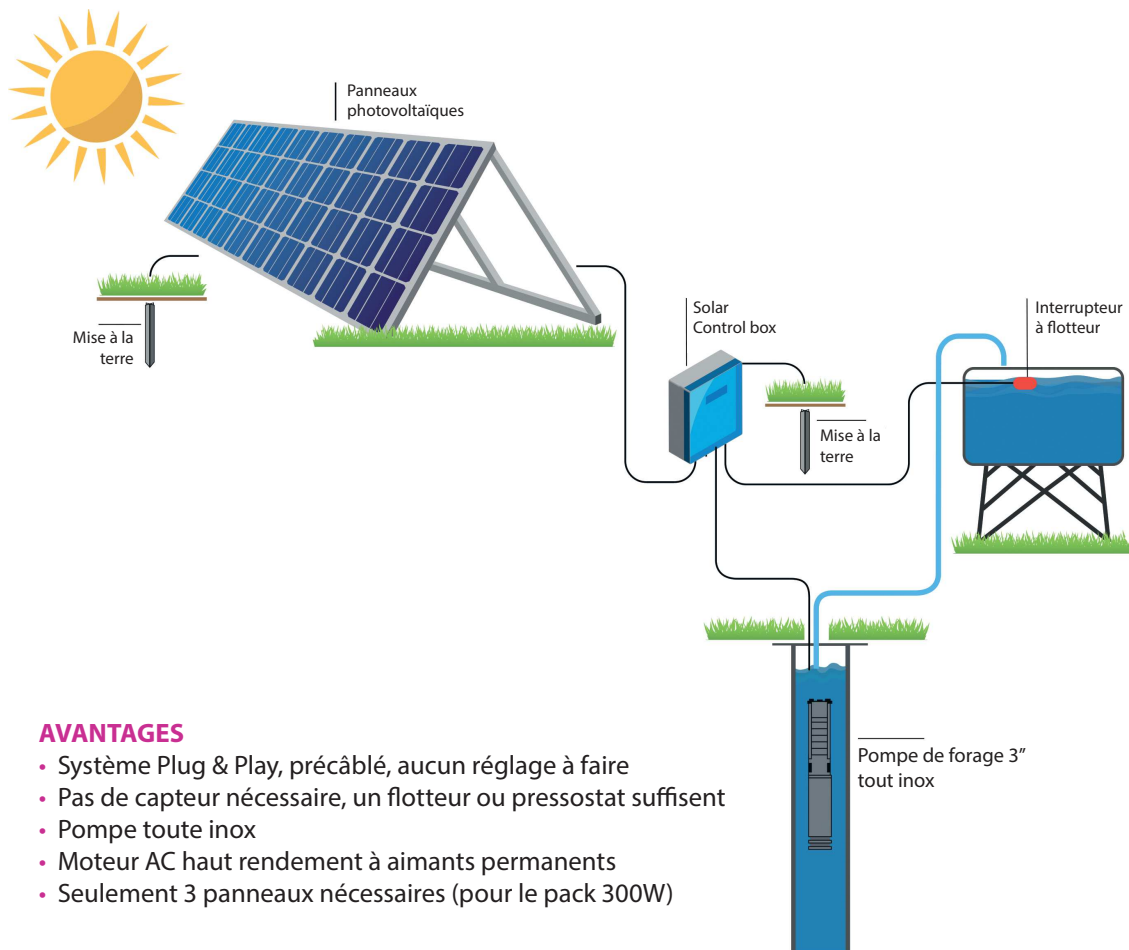 Panneaux
photovoltaïques
Mise à la
terre
Solar
Control box
Interrupteur
à flotteur
Mise à la
terre
AVANTAGES
• Système Plug & Play, précâblé, aucun réglage à faire
• Pas de capteur nécessaire, un flotteur ou pressostat suffisent
• Pompe toute inox
• Moteur AC haut rendement à aimants permanents
• Seulement 3 panneaux nécessaires (pour le pack 300W)
Pompe de forage 3”
tout inox